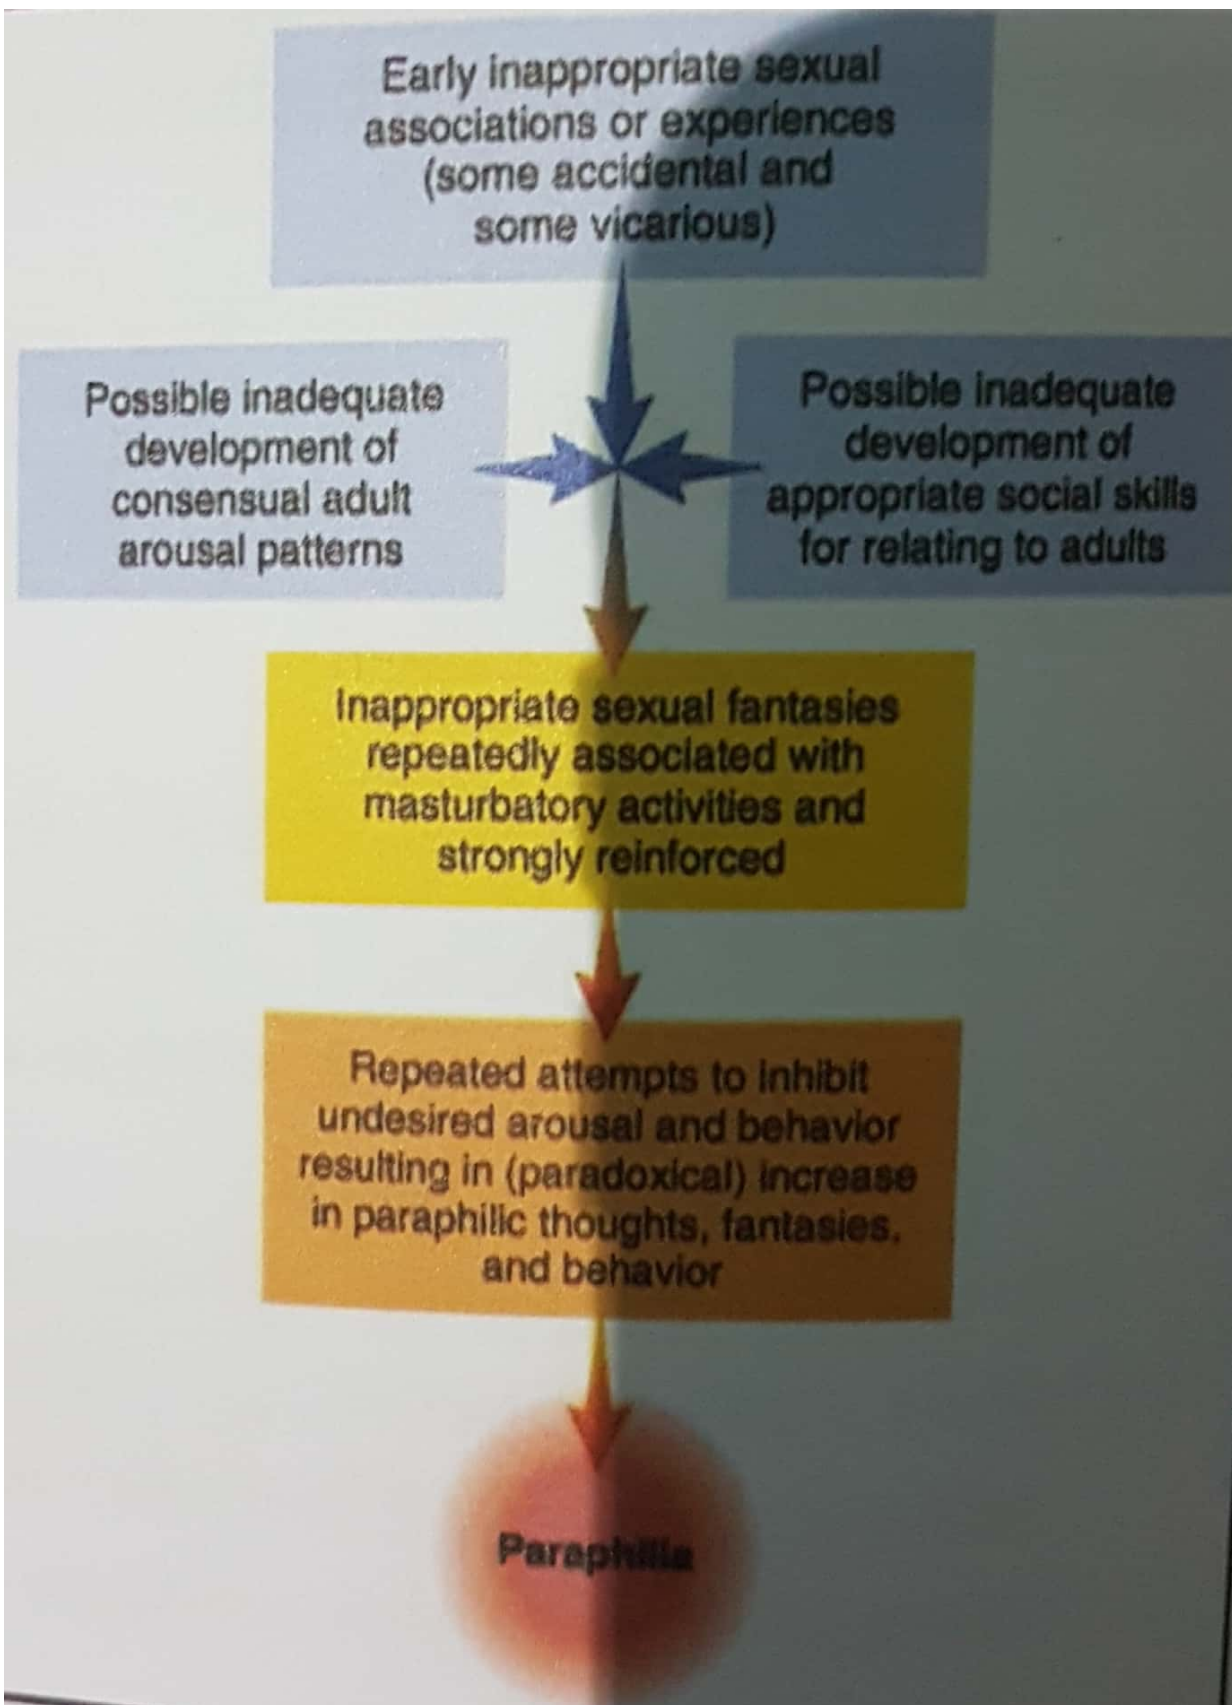 Early inappropriate sexual
associations or experiences
(some accidental and
some vicarious)
Possible inadequate
development of
consensual adult
arousal patterns
Possible inadequate
development of
appropriate social skills
for relating to adults
Inappropriate sexual fantasies
repeatedly associated with
masturbatory activities and
strongly reinforced
Repeated attempts to inhibit
undesired arousal and behavior
resulting in (paradoxical) increase
in paraphilic thoughts, fantasies,
and behavior
Paraphilia